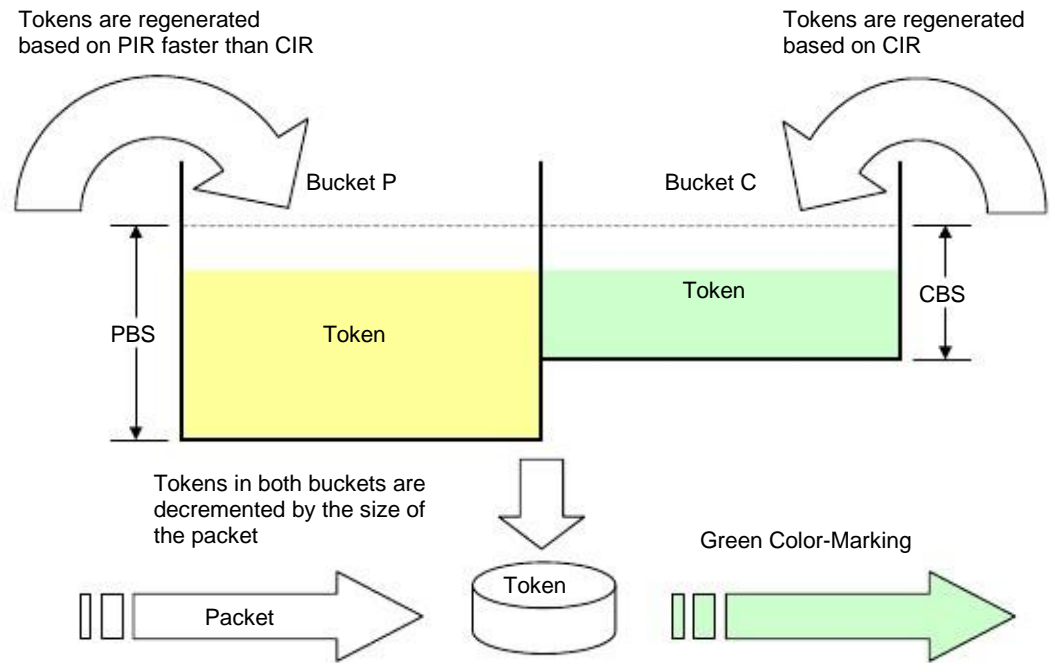 Tokens are regenerated
based on PIR faster than CIR
Tokens are regenerated
based on CIR
Bucket P
Bucket C
PBS
Token
Token
CBS
Tokens in both buckets are
decremented by the size of
the packet
Green Color-Marking
Packet
Token